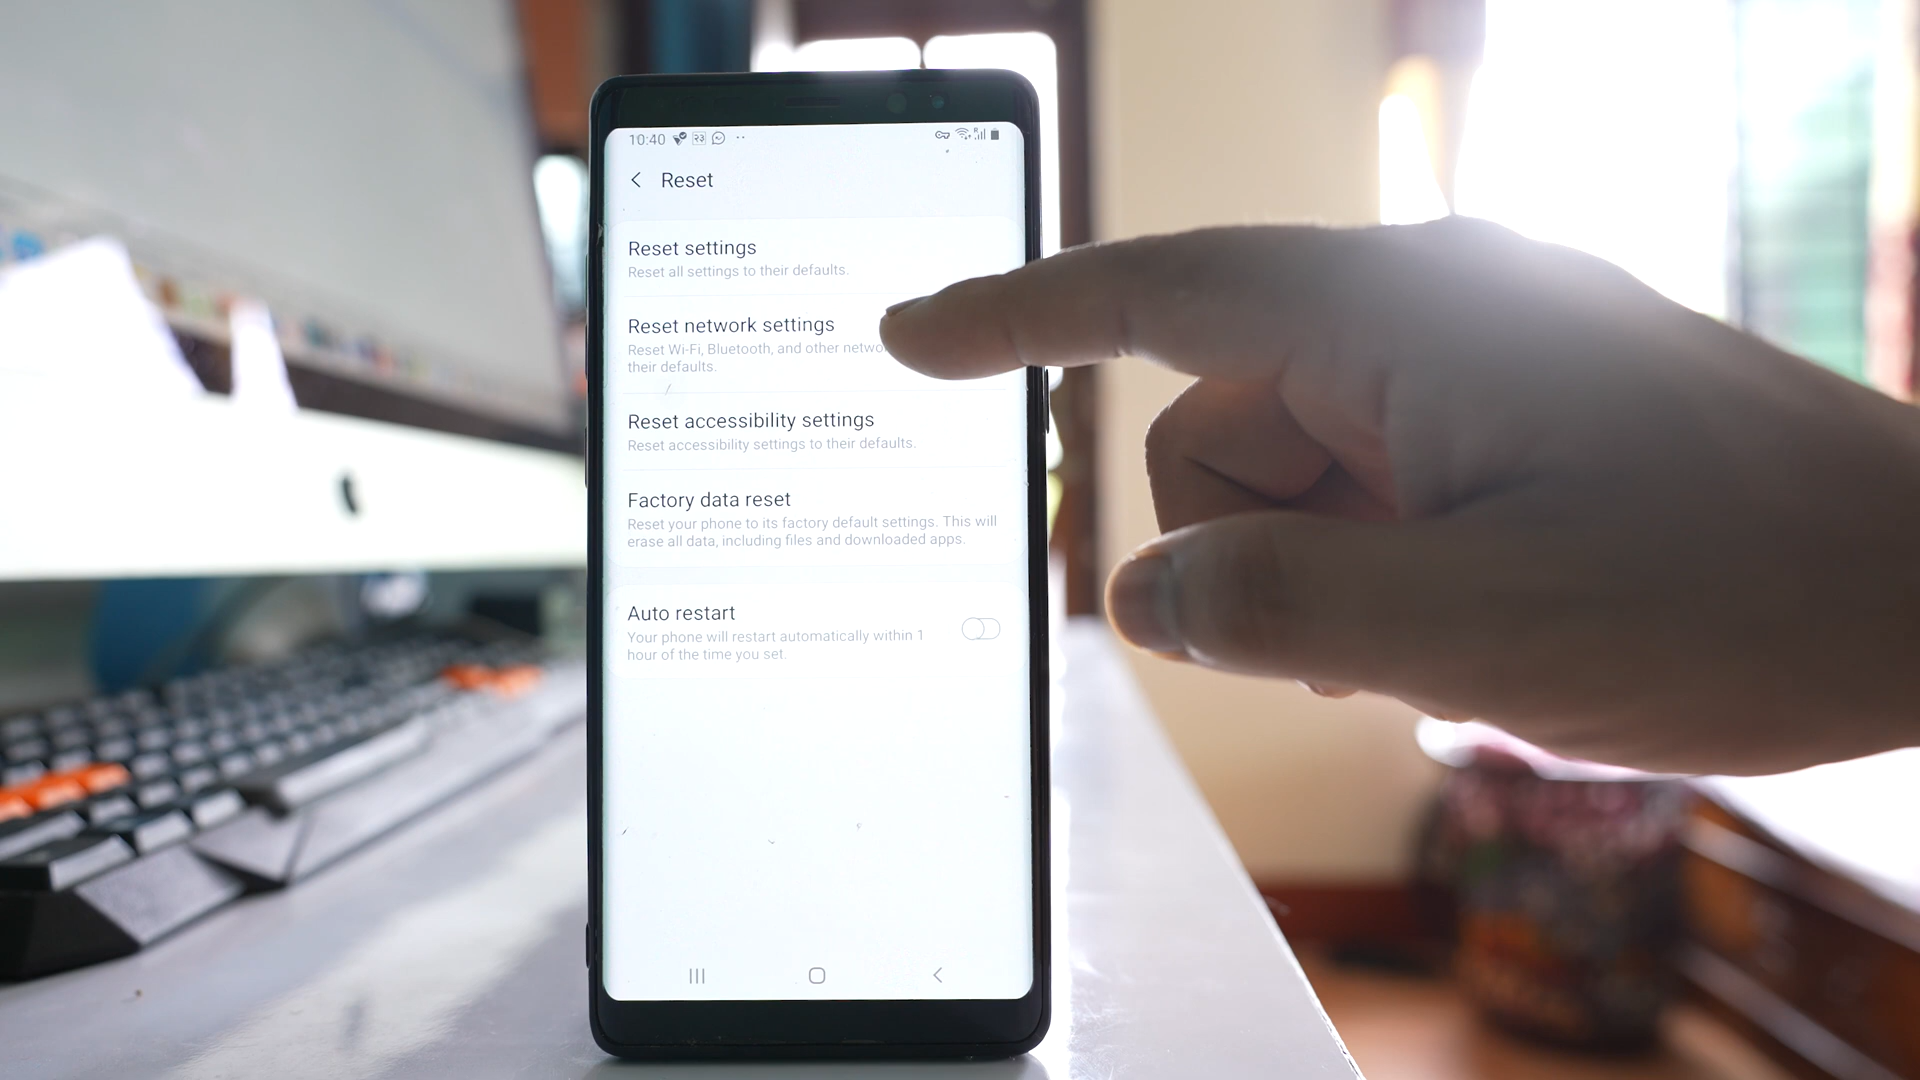 10:40
Reset
Reset settings
Reset all settings to their defaults.
Reset network settings
Reset Wi-Fi, Bluetooth, and other
their defaults.
Reset accessibility settings
Reset accessibility settings to their defaults.
Factory data reset
Reset your phone to its factory default settings. This will
erase all data, including files and downloaded apps.
Auto restart
Your phone will restart automatically within 1
hour of the time you set.